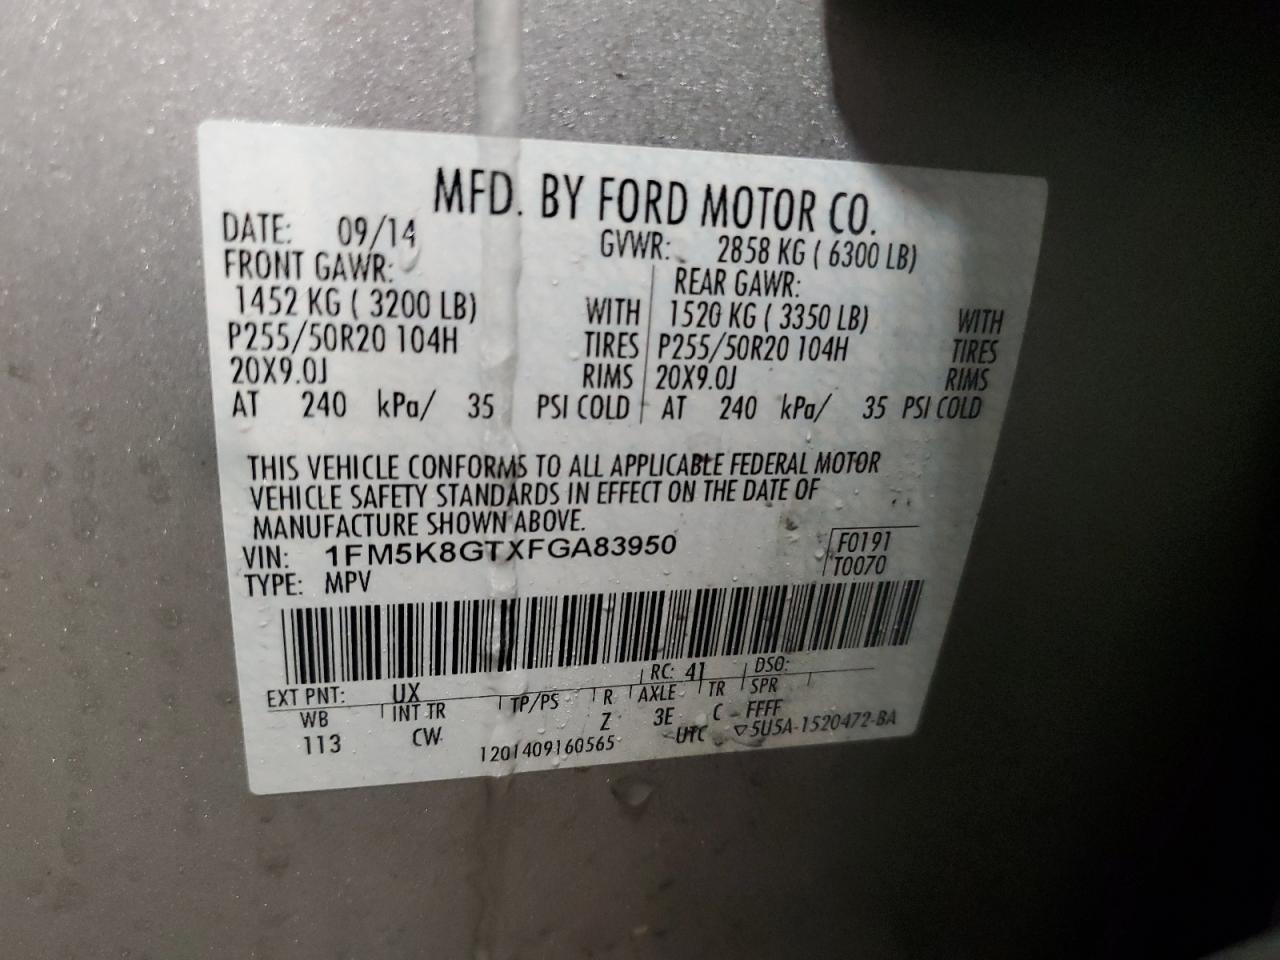 MFD. BY FORD MOTOR CO.
DATE: 09/14 GVWR: 2858 KG ( 6300 LB)
FRONT GAWR: REAR GAWR:
1452 KG ( 3200 LB) WITH 1520 KG ( 3350 LB) WITH
P255/50R20 104H TIRES P255/50R20 104H TIRES
20X9.0J RIMS 20X9.0J RIMS
AT 240 kPa/ 35 PSI COLD AT 240 kPa/ 35 PSI COLD
THIS VEHICLE CONFORMS TO ALL APPLICABLE FEDERAL MOTOR
VEHICLE SAFETY STANDARDS IN EFFECT ON THE DATE OF
MANUFACTURE SHOWN ABOVE.
VIN: 1FM5K8GTXFGA83950 F0191
TYPE: MPV T0070
EXT PNT: UX RC: 41 DSO:
WB INT TR TP/PS R AXLE TR SPR
113 CW Z 3E C FFFF
1201409160565 UTC ▽5U5A-1520472-BA